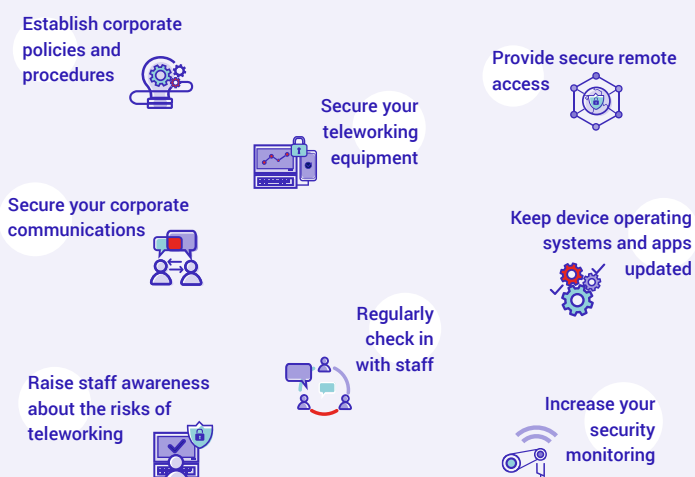 Establish corporate
policies and
procedures
Provide secure remote
access
Secure your
teleworking
equipment
Secure your corporate
communications
Keep device operating
systems and apps
updated
Regularly
check in
with staff
Raise staff awareness
about the risks of
teleworking
Increase your
security
monitoring